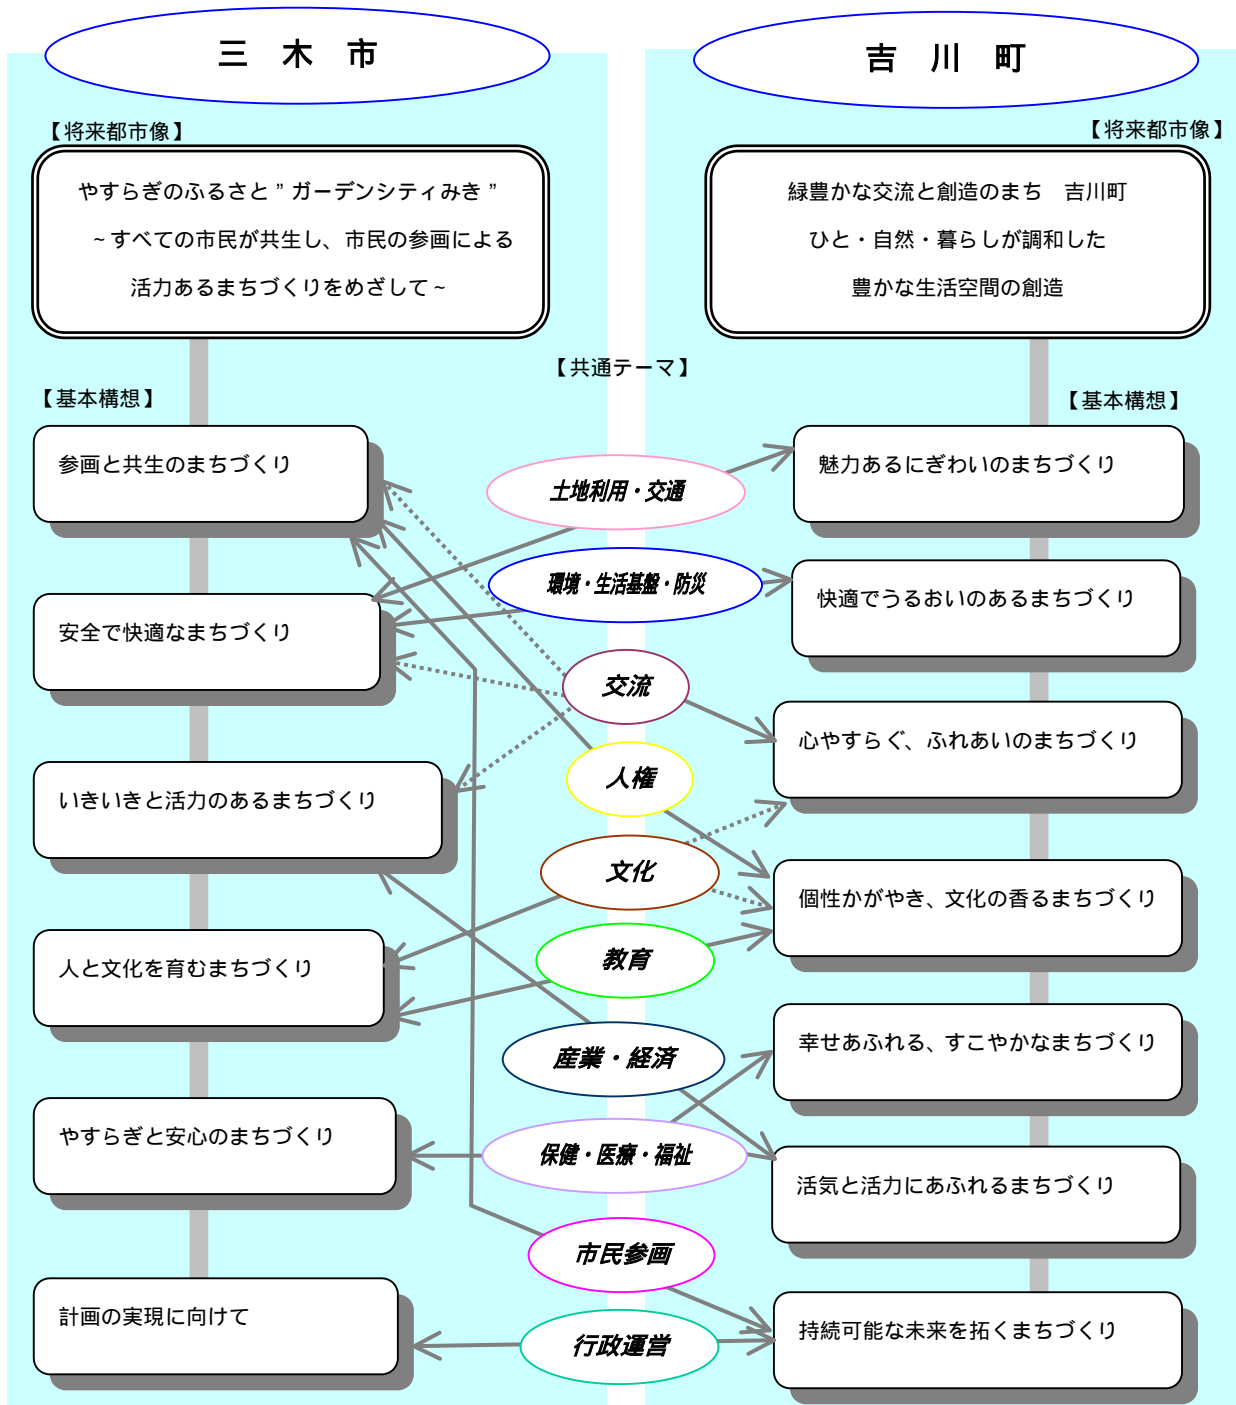 三　木　市
【将来都市像】
やすらぎのふるさと”ガーデンシティみき”
～すべての市民が共生し、市民の参画による
活力あるまちづくりをめざして～
【基本構想】
参画と共生のまちづくり
安全で快適なまちづくり
いきいきと活力のあるまちづくり
人と文化を育むまちづくり
やすらぎと安心のまちづくり
計画の実現に向けて
【共通テーマ】
土地利用・交通
環境・生活基盤・防災
交流
人権
文化
教育
産業・経済
保健・医療・福祉
市民参画
行政運営
吉　川　町
【将来都市像】
緑豊かな交流と創造のまち　吉川町
ひと・自然・暮らしが調和した
豊かな生活空間の創造
【基本構想】
魅力あるにぎわいのまちづくり
快適でうるおいのあるまちづくり
心やすらぐ、ふれあいのまちづくり
個性かがやき、文化の香るまちづくり
幸せあふれる、すこやかなまちづくり
活気と活力にあふれるまちづくり
持続可能な未来を拓くまちづくり